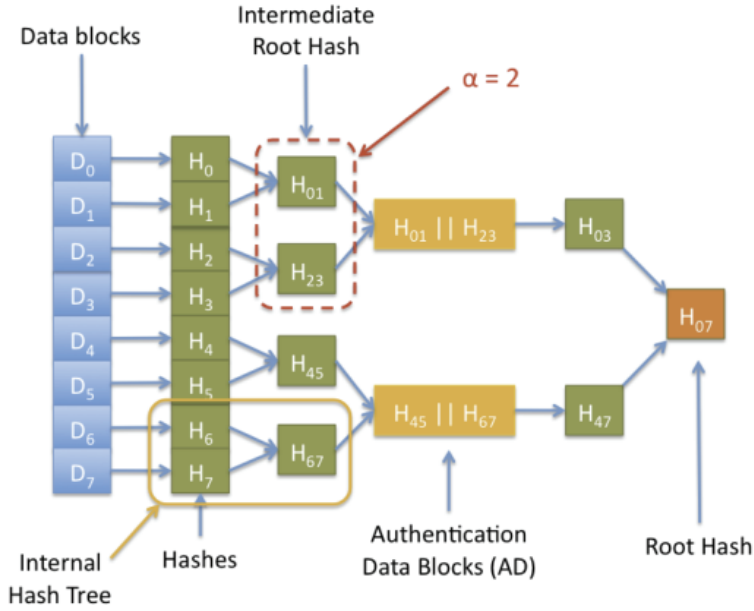 Intermediate
Root Hash
Data blocks
α = 2
D₀
H₀
H₀₁
D₁
H₁
H₀₁ || H₂₃
H₀₃
D₂
H₂
H₂₃
D₃
H₃
H₀₇
D₄
H₄
H₄₅
D₅
H₅
H₄₅ || H₆₇
H₄₇
D₆
H₆
H₆₇
D₇
H₇
Internal
Hash Tree
Hashes
Authentication
Data Blocks (AD)
Root Hash